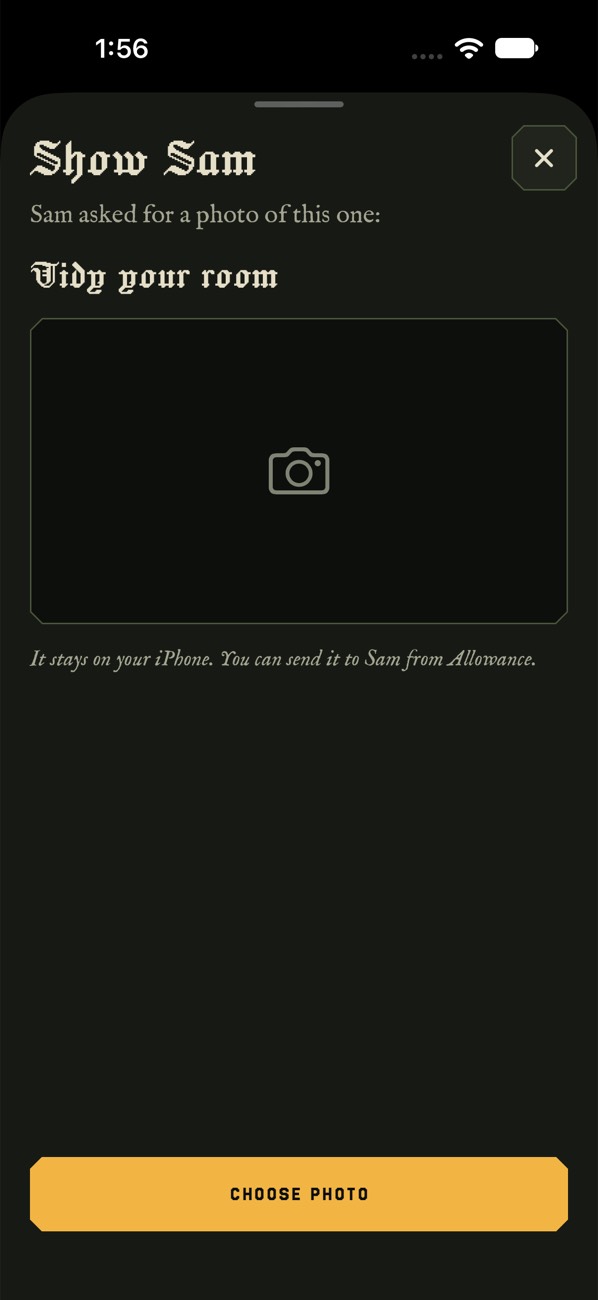 1:56
Show Sam
Sam asked for a photo of this one:
Tidy your room
It stays on your iPhone. You can send it to Sam from Allowance.
CHOOSE PHOTO